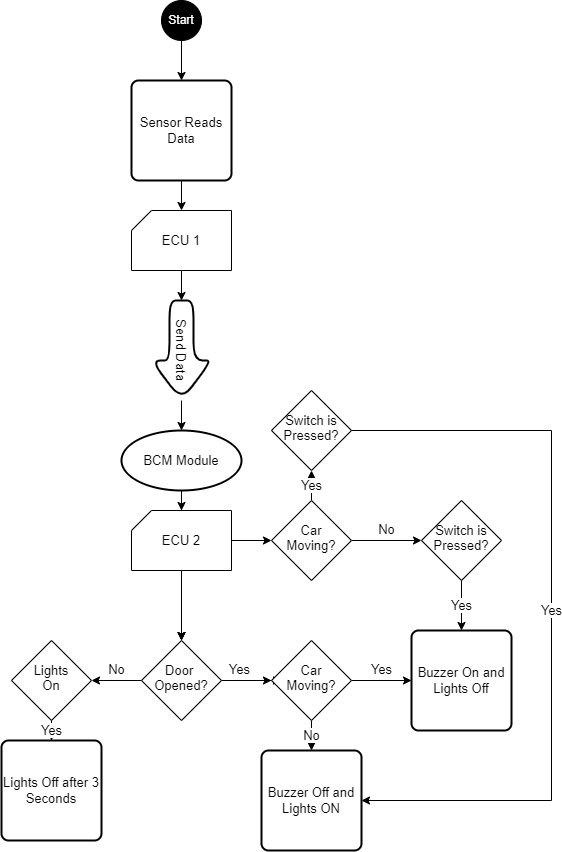 Start
Sensor Reads
Data
ECU 1
Send Data
Switch is
Pressed?
BCM Module
Yes
ECU 2
Car
Moving?
No
Switch is
Pressed?
Yes
Yes
Lights
On
No
Door
Opened?
Yes
Car
Moving?
Yes
Buzzer On and
Lights Off
Yes
No
Lights Off after 3
Seconds
Buzzer Off and
Lights ON